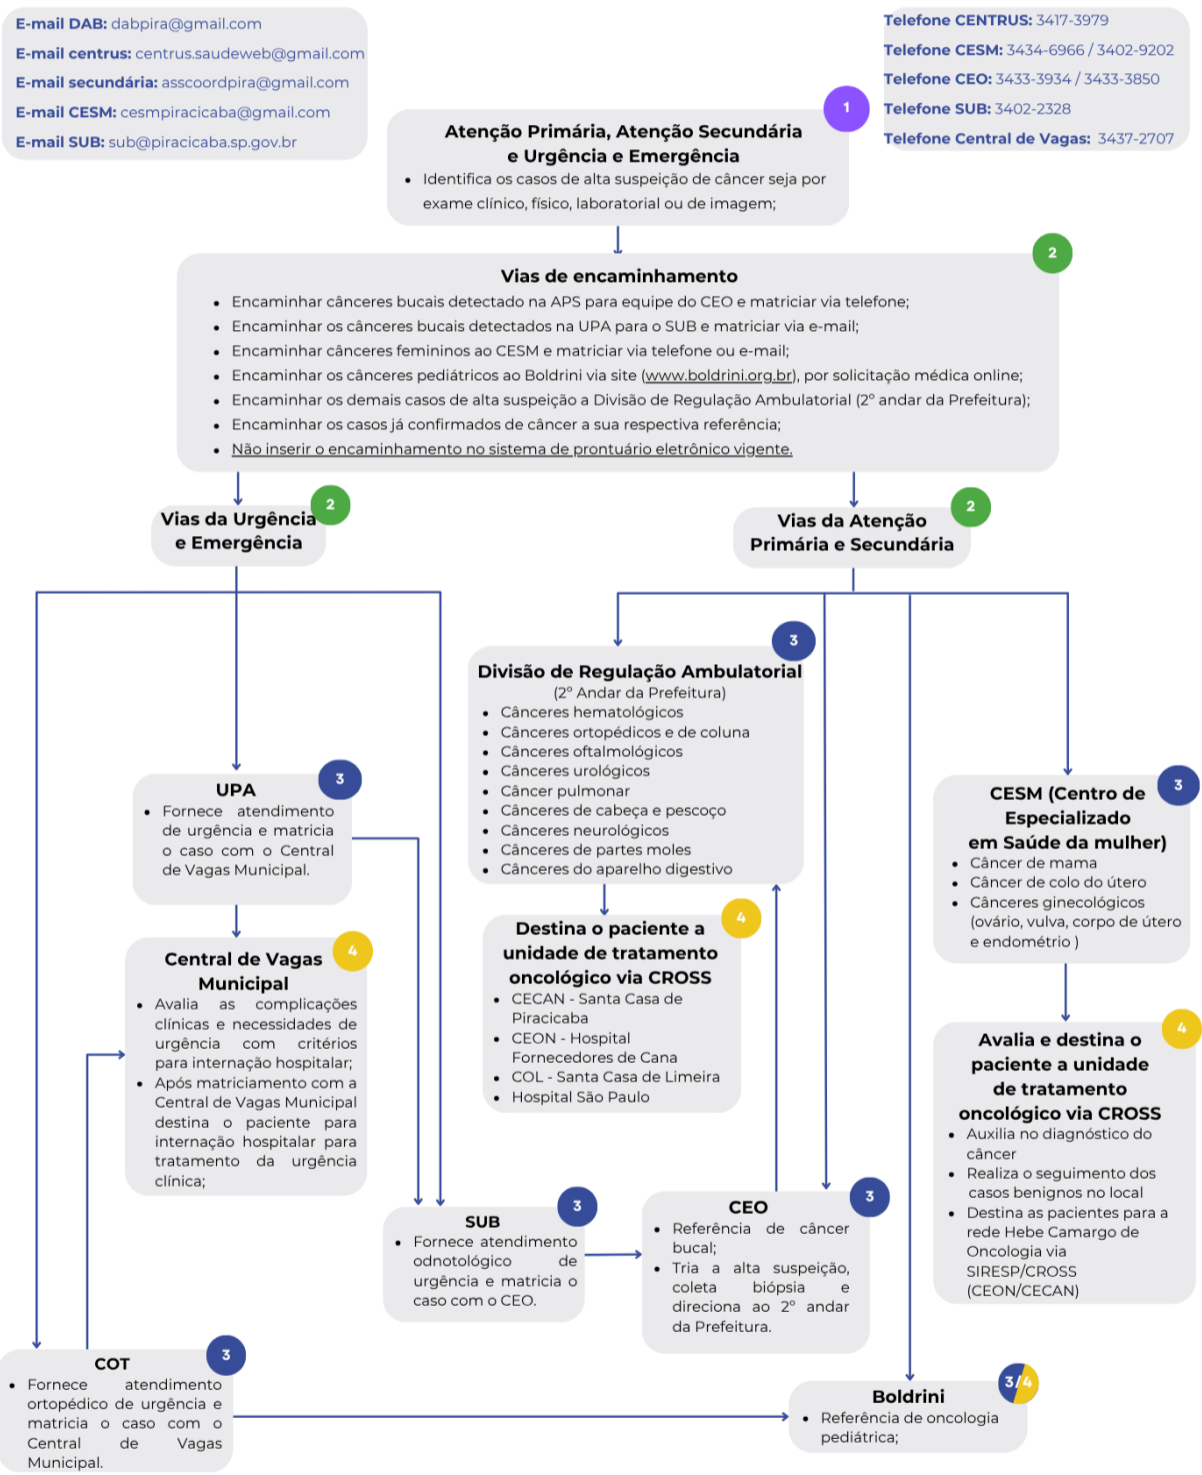 E-mail DAB: dabpira@gmail.com
E-mail centrus: centrus.saudeweb@gmail.com
E-mail secundária: asscoordpira@gmail.com
E-mail CESM: cesmpiracicaba@gmail.com
E-mail SUB: sub@piracicaba.sp.gov.br
Telefone CENTRUS: 3417-3979
Telefone CESM: 3434-6966 / 3402-9202
Telefone CEO: 3433-3934 / 3433-3850
Telefone SUB: 3402-2328
Telefone Central de Vagas: 3437-2707
1
Atenção Primária, Atenção Secundária
e Urgência e Emergência
• Identifica os casos de alta suspeição de câncer seja por
exame clínico, físico, laboratorial ou de imagem;
2
Vias de encaminhamento
• Encaminhar cânceres bucais detectado na APS para equipe do CEO e matriciar via telefone;
• Encaminhar os cânceres bucais detectados na UPA para o SUB e matriciar via e-mail;
• Encaminhar cânceres femininos ao CESM e matriciar via telefone ou e-mail;
• Encaminhar os cânceres pediátricos ao Boldrini via site (www.boldrini.org.br), por solicitação médica online;
• Encaminhar os demais casos de alta suspeição a Divisão de Regulação Ambulatorial (2º andar da Prefeitura);
• Encaminhar os casos já confirmados de câncer a sua respectiva referência;
• Não inserir o encaminhamento no sistema de prontuário eletrônico vigente.
2
Vias da Urgência
e Emergência
2
Vias da Atenção
Primária e Secundária
3
Divisão de Regulação Ambulatorial
(2º Andar da Prefeitura)
• Cânceres hematológicos
• Cânceres ortopédicos e de coluna
• Cânceres oftalmológicos
• Cânceres urológicos
• Câncer pulmonar
• Cânceres de cabeça e pescoço
• Cânceres neurológicos
• Cânceres de partes moles
• Cânceres do aparelho digestivo
3
UPA
• Fornece atendimento
de urgência e matricia
o caso com o Central
de Vagas Municipal.
3
CESM (Centro de
Especializado
em Saúde da mulher)
• Câncer de mama
• Câncer de colo do útero
• Cânceres ginecológicos
(ovário, vulva, corpo de útero
e endométrio )
4
Central de Vagas
Municipal
• Avalia as complicações
clínicas e necessidades de
urgência com critérios
para internação hospitalar;
• Após matriciamento com a
Central de Vagas Municipal
destina o paciente para
internação hospitalar para
tratamento da urgência
clínica;
4
Destina o paciente a
unidade de tratamento
oncológico via CROSS
• CECAN - Santa Casa de
Piracicaba
• CEON - Hospital
Fornecedores de Cana
• COL - Santa Casa de Limeira
• Hospital São Paulo
4
Avalia e destina o
paciente a unidade
de tratamento
oncológico via CROSS
• Auxilia no diagnóstico do
câncer
• Realiza o seguimento dos
casos benignos no local
• Destina as pacientes para a
rede Hebe Camargo de
Oncologia via
SIRESP/CROSS
(CEON/CECAN)
3
SUB
• Fornece atendimento
odnotológico de
urgência e matricia o
caso com o CEO.
3
CEO
• Referência de câncer
bucal;
• Tria a alta suspeição,
coleta biópsia e
direciona ao 2º andar
da Prefeitura.
3
COT
• Fornece atendimento
ortopédico de urgência e
matricia o caso com o
Central de Vagas
Municipal.
3/4
Boldrini
• Referência de oncologia
pediátrica;